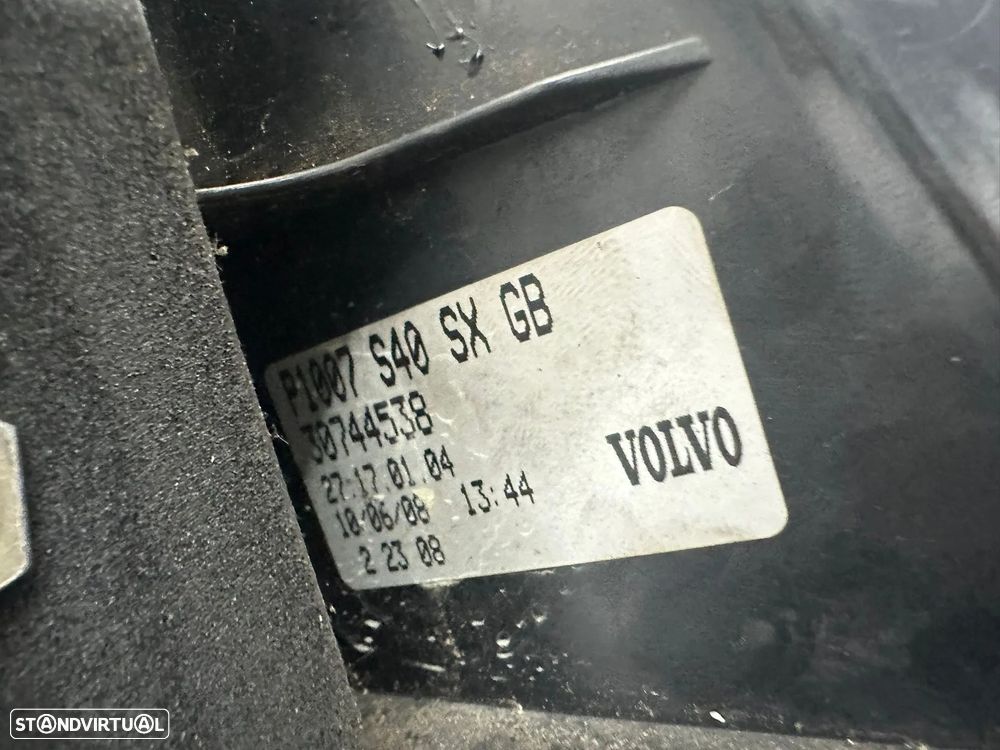 P1007 S40 SX GB
30744538
27.17.01.04
10/06/08 13:44
2 23 08
VOLVO
STANDVIRTUAL